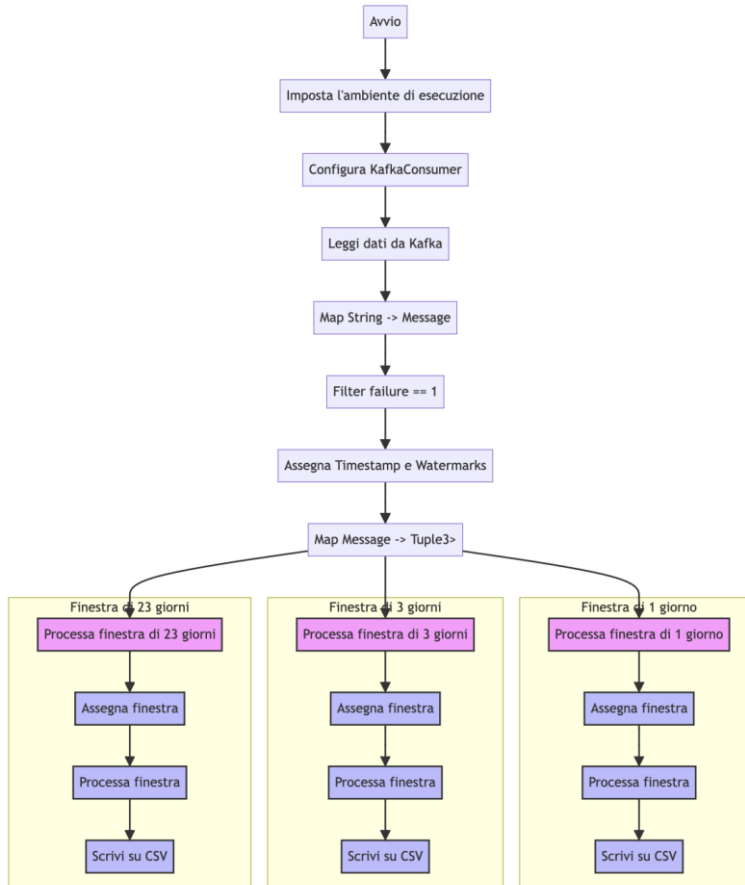 Avvio
Imposta l'ambiente di esecuzione
Configura KafkaConsumer
Leggi dati da Kafka
Map String -> Message
Filter failure == 1
Assegna Timestamp e Watermarks
Map Message -> Tuple3>
Finestra di 23 giorni
Finestra di 3 giorni
Finestra di 1 giorno
Processa finestra di 23 giorni
Processa finestra di 3 giorni
Processa finestra di 1 giorno
Assegna finestra
Assegna finestra
Assegna finestra
Processa finestra
Processa finestra
Processa finestra
Scrivi su CSV
Scrivi su CSV
Scrivi su CSV